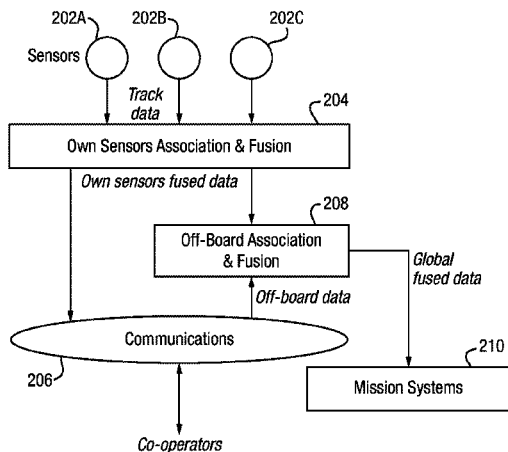 202A
202B
202C
Sensors
Track
data
204
Own Sensors Association & Fusion
Own sensors fused data
208
Off-Board Association
& Fusion
Global
fused data
Off-board data
Communications
206
210
Mission Systems
Co-operators